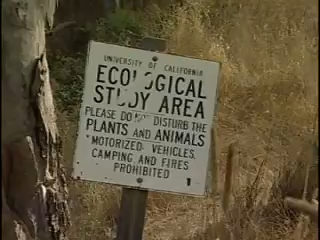 UNIVERSITY OF CALIFORNIA
ECOLOGICAL
STUDY AREA
PLEASE DO NOT DISTURB THE
PLANTS AND ANIMALS
MOTORIZED VEHICLES,
CAMPING AND FIRES
PROHIBITED